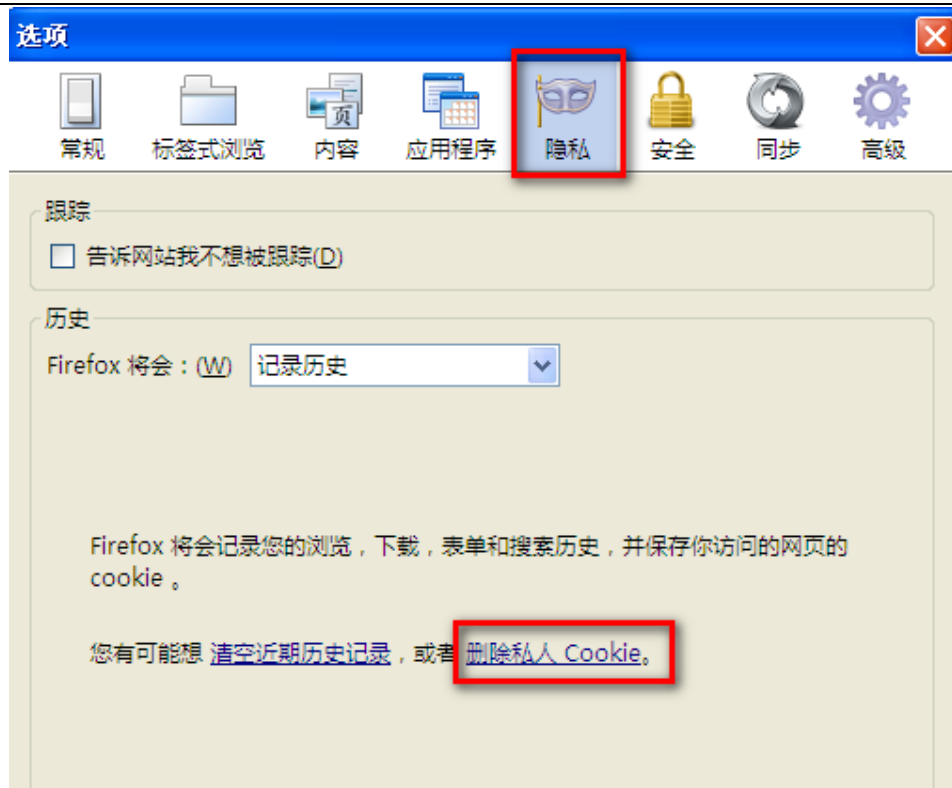 选项
常规 标签式浏览 内容 应用程序 隐私 安全 同步 高级
跟踪
告诉网站我不想被跟踪(D)
历史
Firefox 将会：(W) 记录历史
Firefox 将会记录您的浏览，下载，表单和搜索历史，并保存你访问的网页的
cookie 。
您有可能想 清空近期历史记录，或者 删除私人 Cookie。